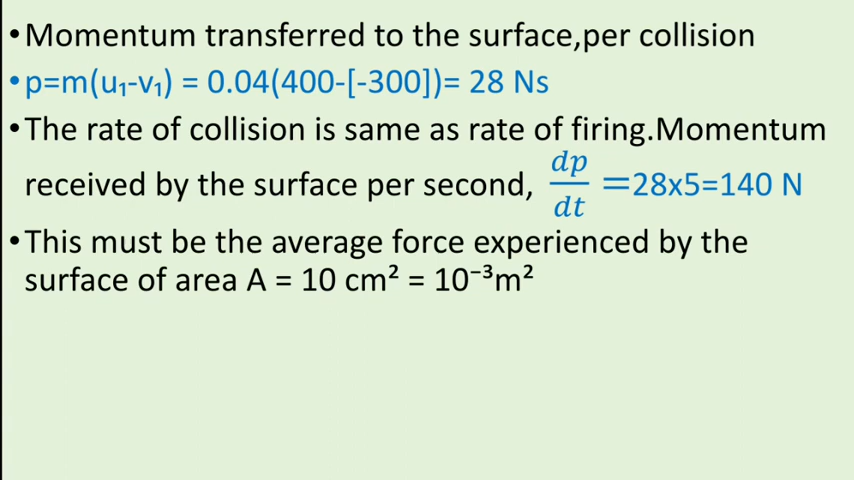 •Momentum transferred to the surface,per collision
•p=m(u₁-v₁) = 0.04(400-[-300])= 28 Ns
•The rate of collision is same as rate of firing.Momentum
received by the surface per second, dp/dt =28x5=140 N
•This must be the average force experienced by the
surface of area A = 10 cm² = 10⁻³m²